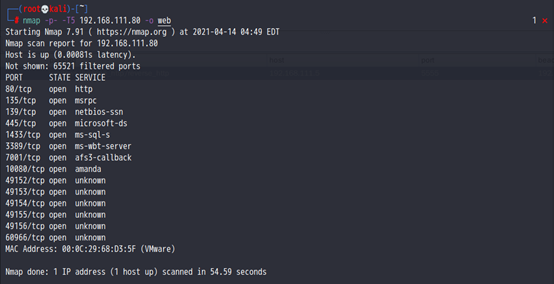 (root💀kali)-[~]
# nmap -p- -T5 192.168.111.80 -o web 1 ×
Starting Nmap 7.91 ( https://nmap.org ) at 2021-04-14 04:49 EDT
Nmap scan report for 192.168.111.80
Host is up (0.00081s latency).
Not shown: 65521 filtered ports
PORT STATE SERVICE
80/tcp open http
135/tcp open msrpc
139/tcp open netbios-ssn
445/tcp open microsoft-ds
1433/tcp open ms-sql-s
3389/tcp open ms-wbt-server
7001/tcp open afs3-callback
10080/tcp open amanda
49152/tcp open unknown
49153/tcp open unknown
49154/tcp open unknown
49155/tcp open unknown
49156/tcp open unknown
60966/tcp open unknown
MAC Address: 00:0C:29:68:D3:5F (VMware)
Nmap done: 1 IP address (1 host up) scanned in 54.59 seconds